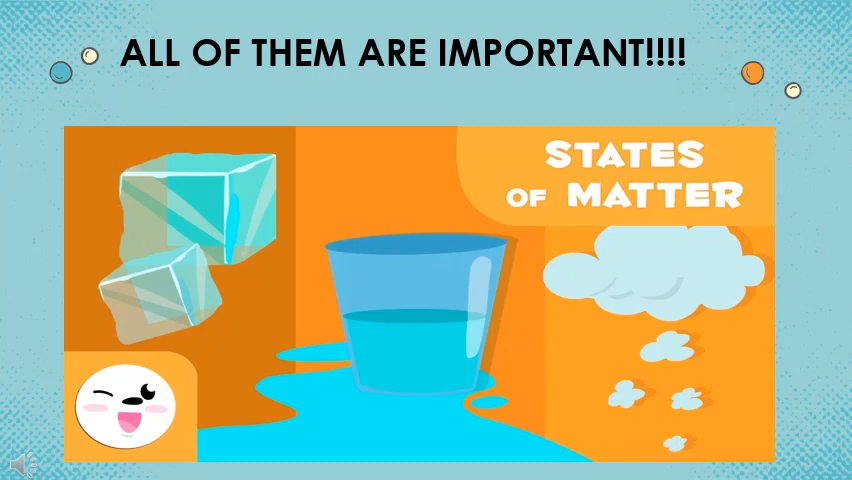 ALL OF THEM ARE IMPORTANT!!!!
STATES
OF MATTER